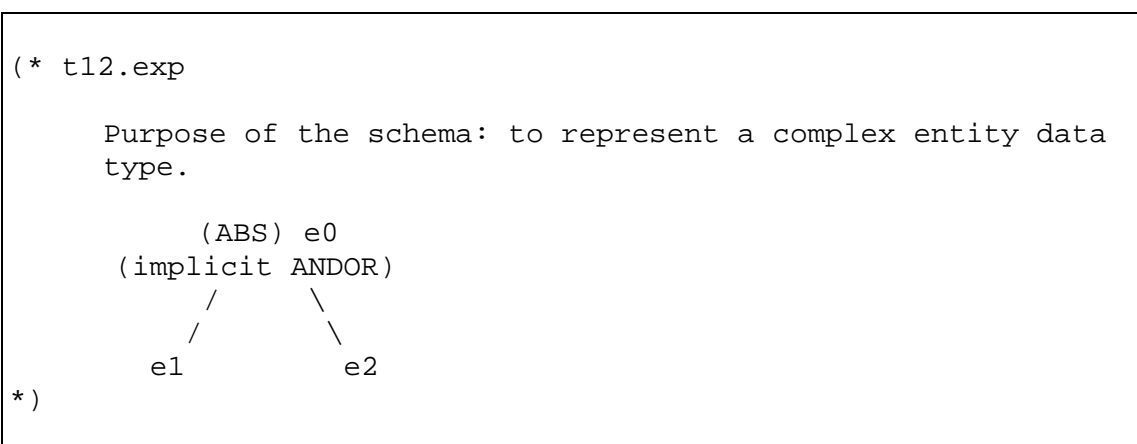 (* t12.exp
Purpose of the schema: to represent a complex entity data
type.
(ABS) e0
(implicit ANDOR)
/ \
/ \
e1 e2
*)